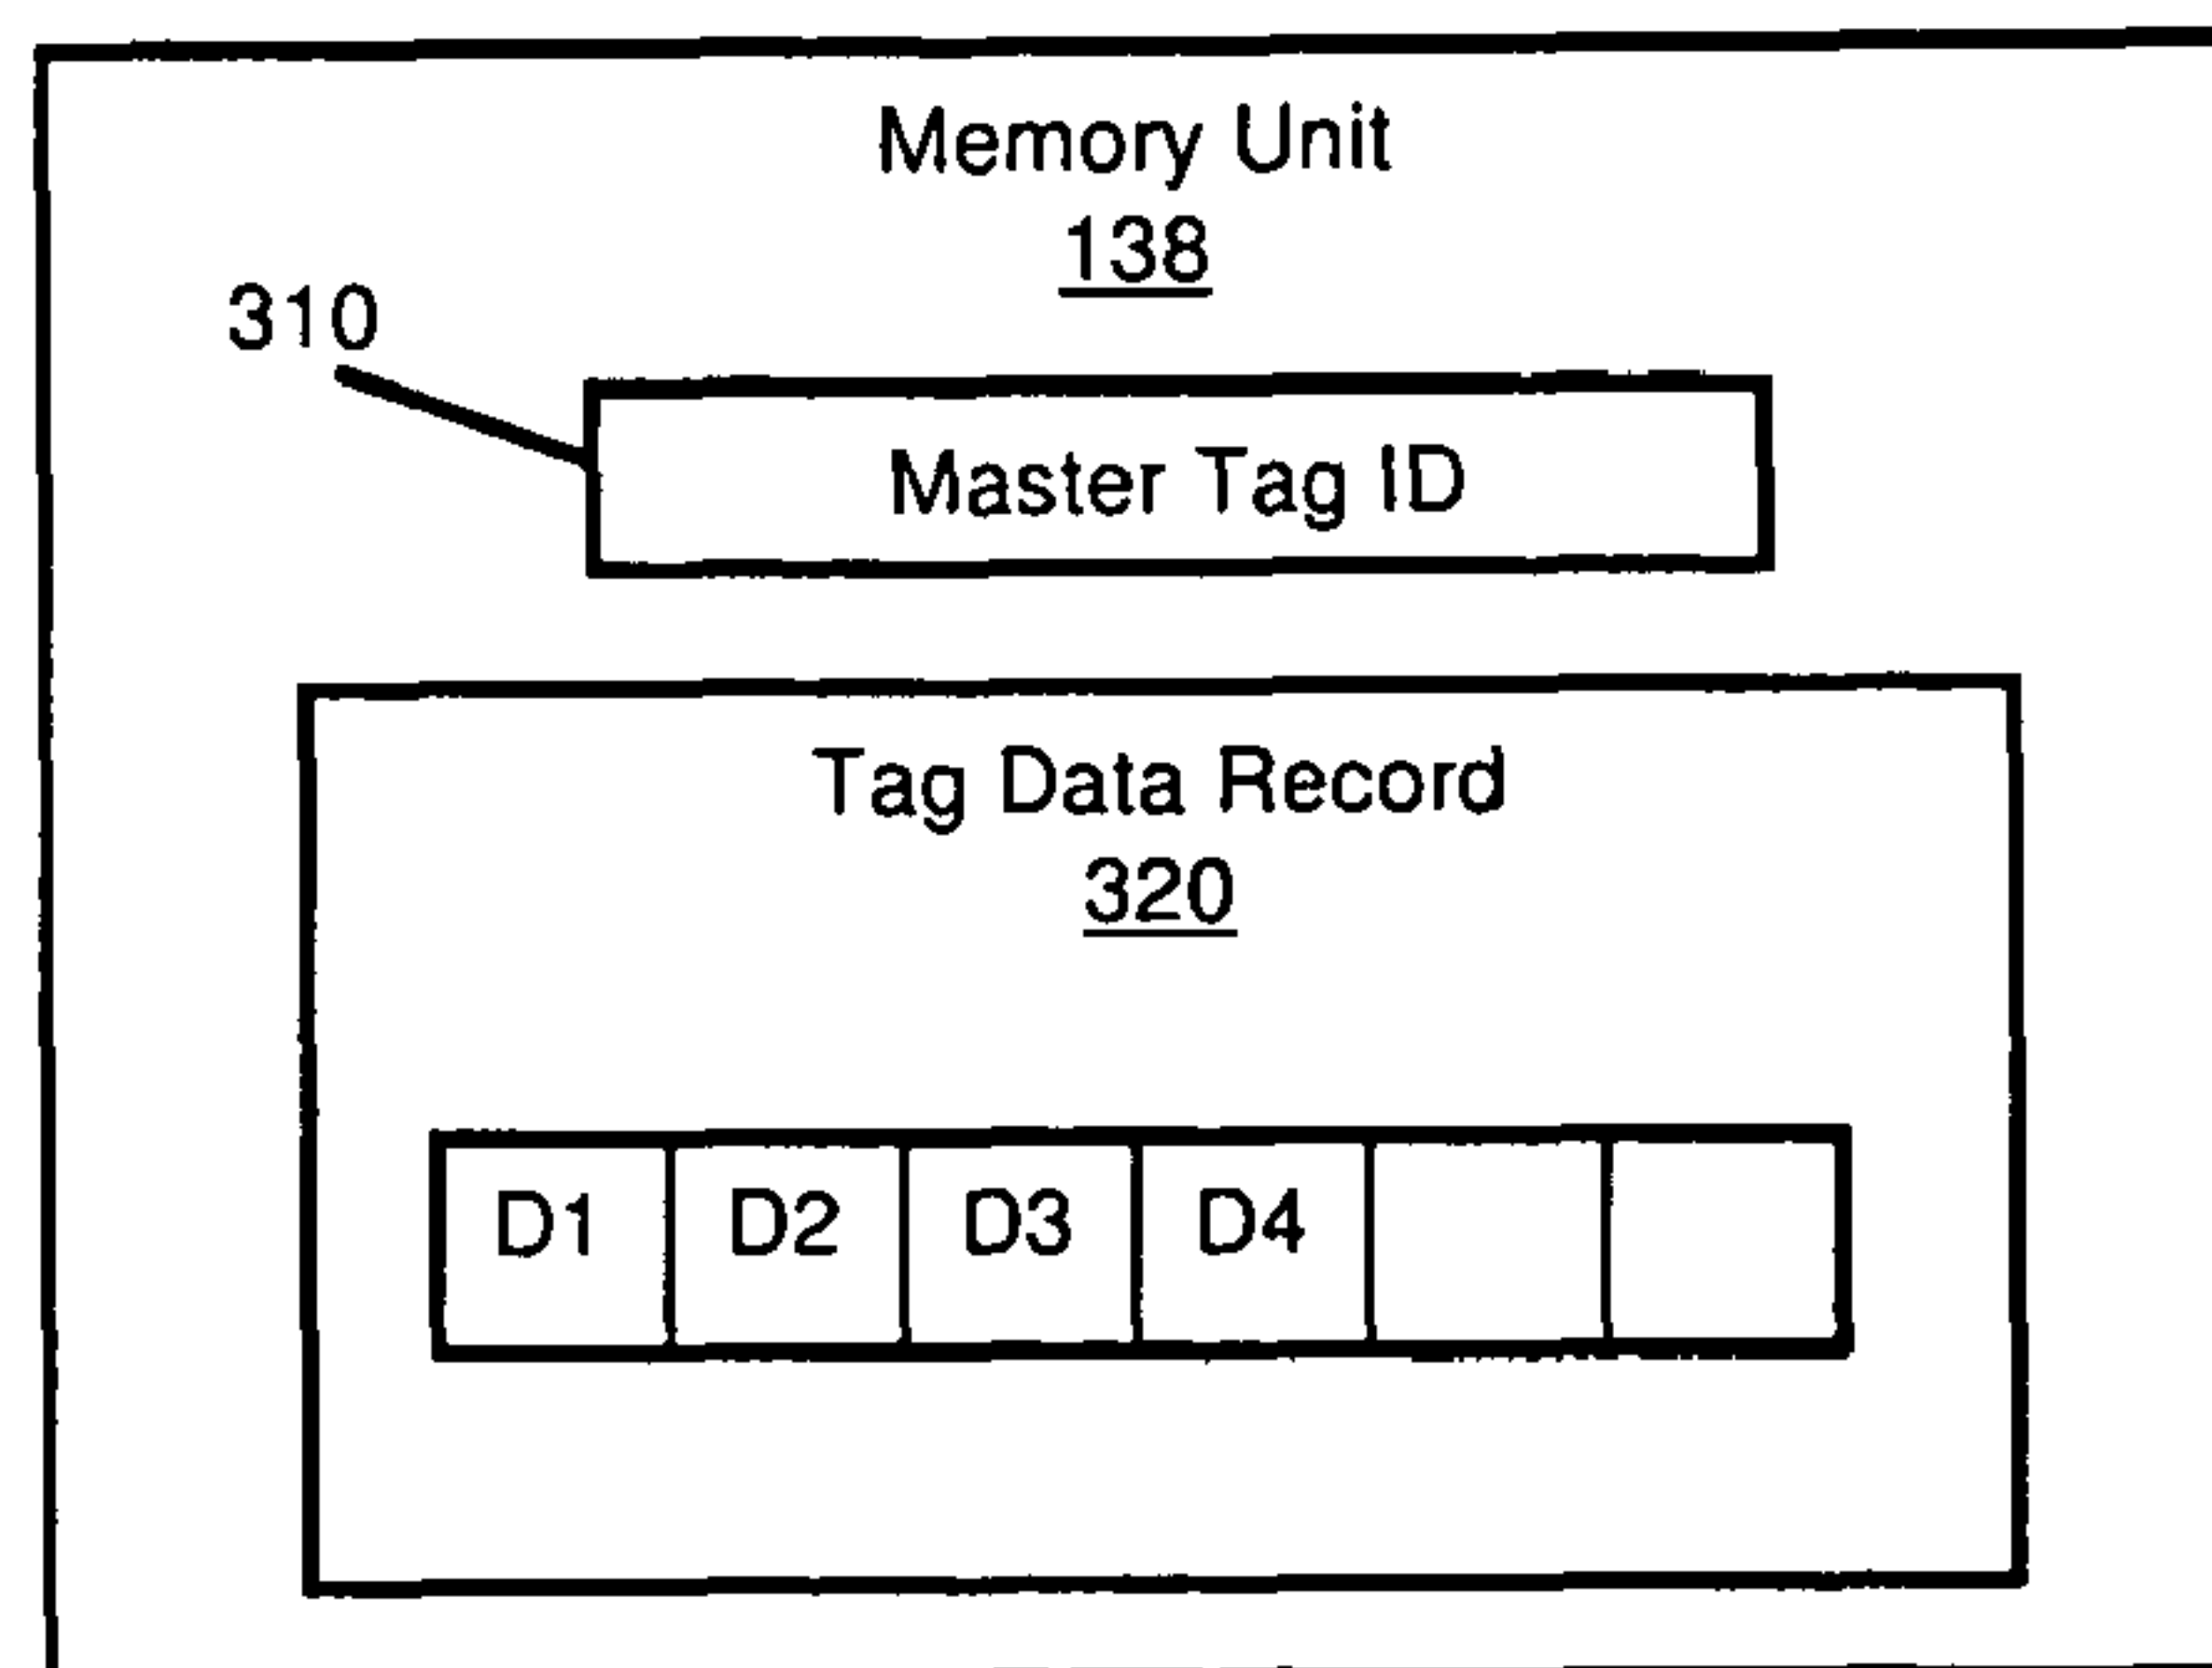 Memory Unit
138
310
Master Tag ID
Tag Data Record
320
D1 D2 D3 D4